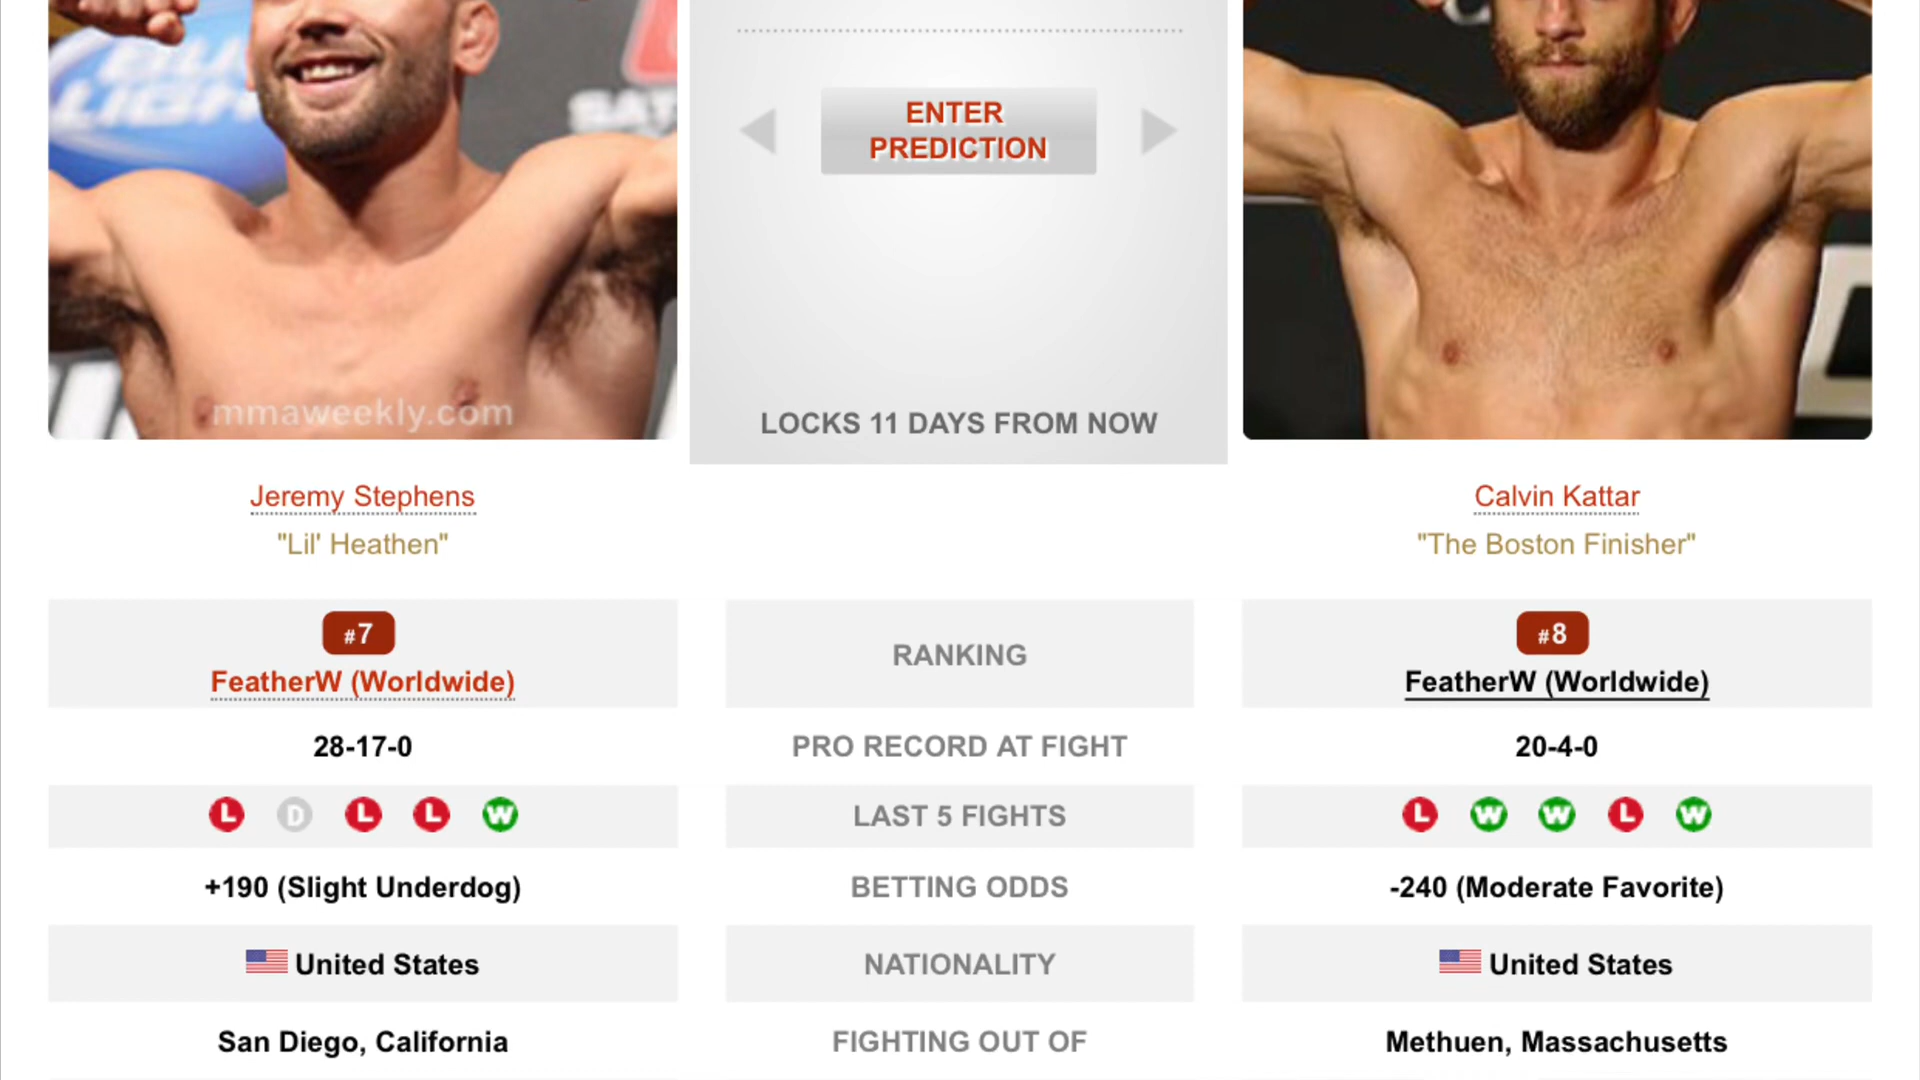 BUD
LIGHT
SAT
mmaweekly.com
ENTER
PREDICTION
LOCKS 11 DAYS FROM NOW
Jeremy Stephens
"Lil' Heathen"
Calvin Kattar
"The Boston Finisher"
#7
FeatherW (Worldwide)
RANKING
#8
FeatherW (Worldwide)
28-17-0
PRO RECORD AT FIGHT
20-4-0
L D L L W
LAST 5 FIGHTS
L W W L W
+190 (Slight Underdog)
BETTING ODDS
-240 (Moderate Favorite)
United States
NATIONALITY
United States
San Diego, California
FIGHTING OUT OF
Methuen, Massachusetts